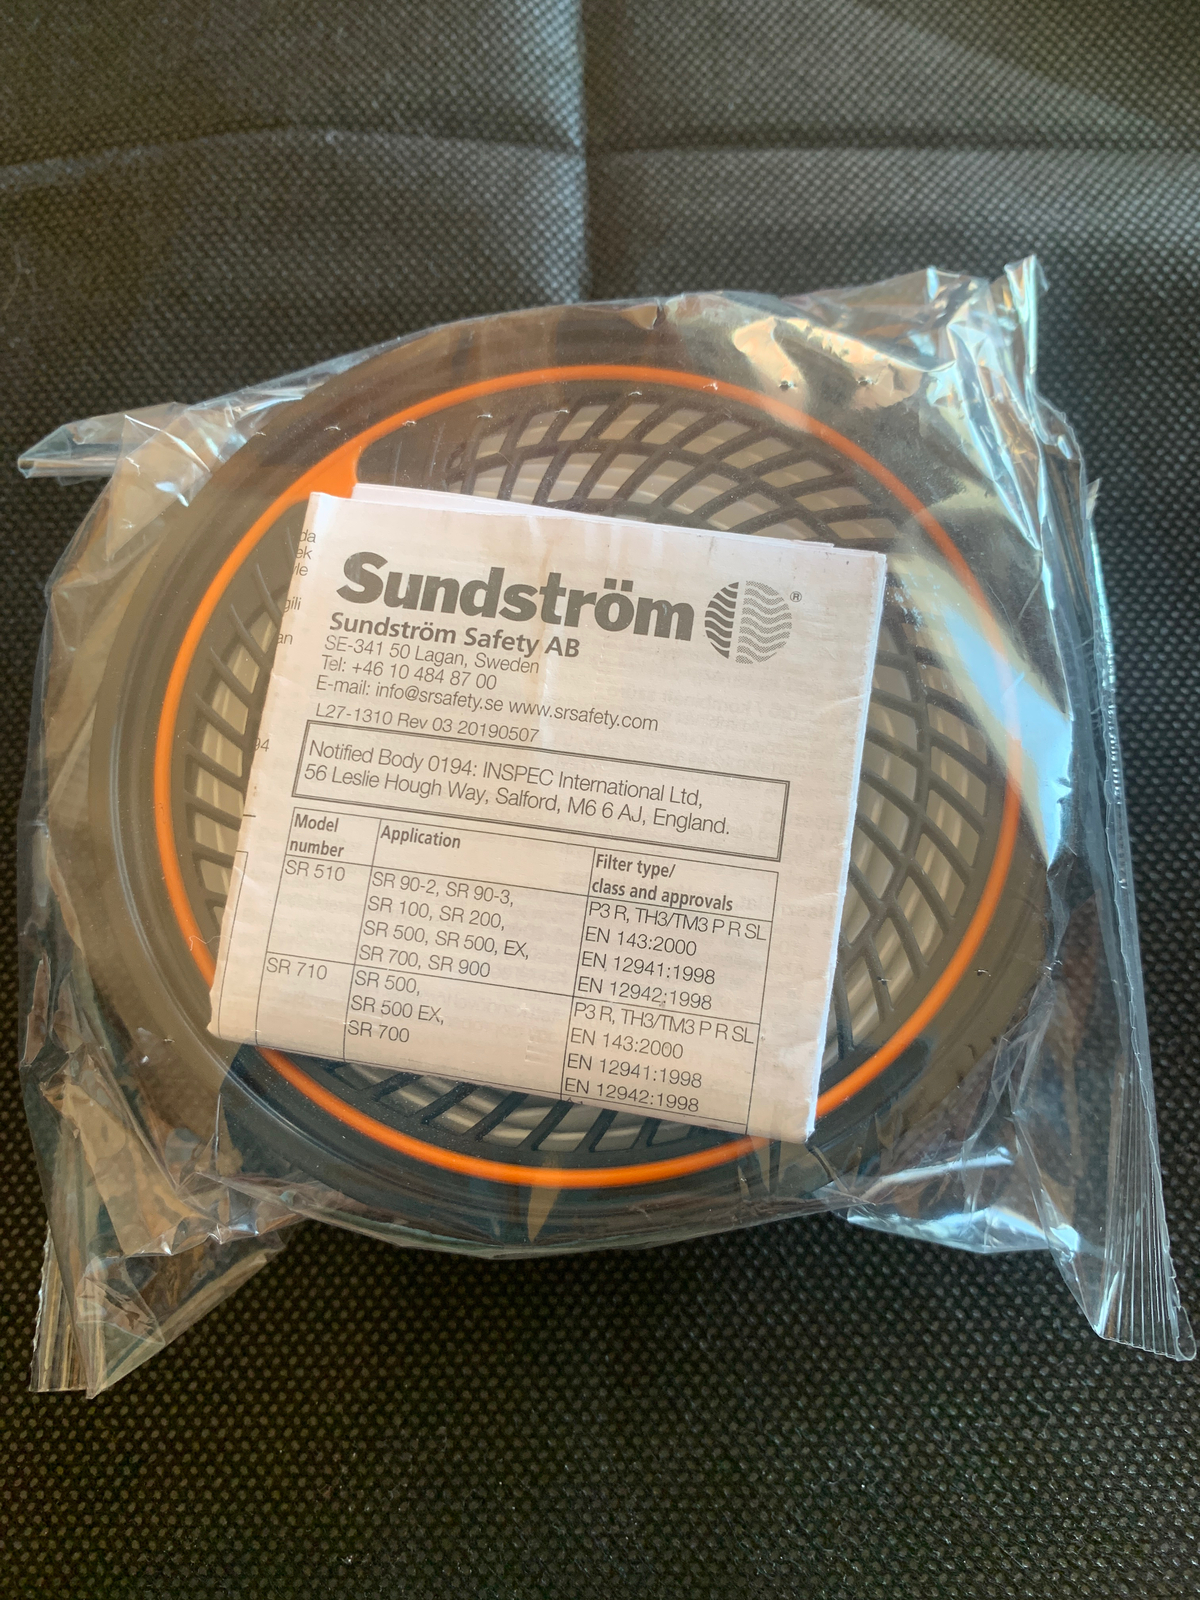 Sundström ®
Sundström Safety AB
SE-341 50 Lagan, Sweden
Tel: +46 10 484 87 00
E-mail: info@srsafety.se www.srsafety.com
L27-1310 Rev 03 20190507
Notified Body 0194: INSPEC International Ltd,
56 Leslie Hough Way, Salford, M6 6 AJ, England.
Model number
Application
Filter type/
class and approvals
SR 510
SR 90-2, SR 90-3,
SR 100, SR 200,
SR 500, SR 500, EX,
SR 700, SR 900
P3 R, TH3/TM3 P R SL
EN 143:2000
EN 12941:1998
EN 12942:1998
SR 710
SR 500,
SR 500 EX,
SR 700
P3 R, TH3/TM3 P R SL
EN 143:2000
EN 12941:1998
EN 12942:1998